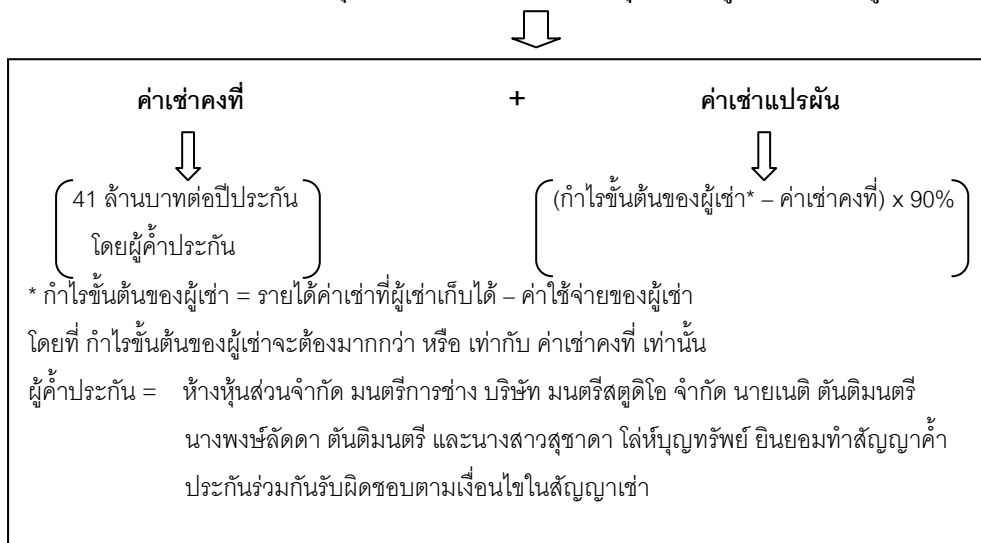 ค่าเช่าคงที่ + ค่าเช่าแปรผัน
41 ล้านบาทต่อปีประกัน
โดยผู้ค้ำประกัน
(กำไรขั้นต้นของผู้เช่า* – ค่าเช่าคงที่) x 90%
* กำไรขั้นต้นของผู้เช่า = รายได้ค่าเช่าที่ผู้เช่าเก็บได้ – ค่าใช้จ่ายของผู้เช่า
โดยที่ กำไรขั้นต้นของผู้เช่าจะต้องมากกว่า หรือ เท่ากับ ค่าเช่าคงที่ เท่านั้น
ผู้ค้ำประกัน = ห้างหุ้นส่วนจำกัด มนตรีการช่าง บริษัท มนตรีสตูดิโอ จำกัด นายเนติ ตันติมนตรี
นางพงษ์ลัดดา ตันติมนตรี และนางสาวสุชาดา โล่ห์บุญทรัพย์ ยินยอมทำสัญญาค้ำ
ประกันร่วมกันรับผิดชอบตามเงื่อนไขในสัญญาเช่า